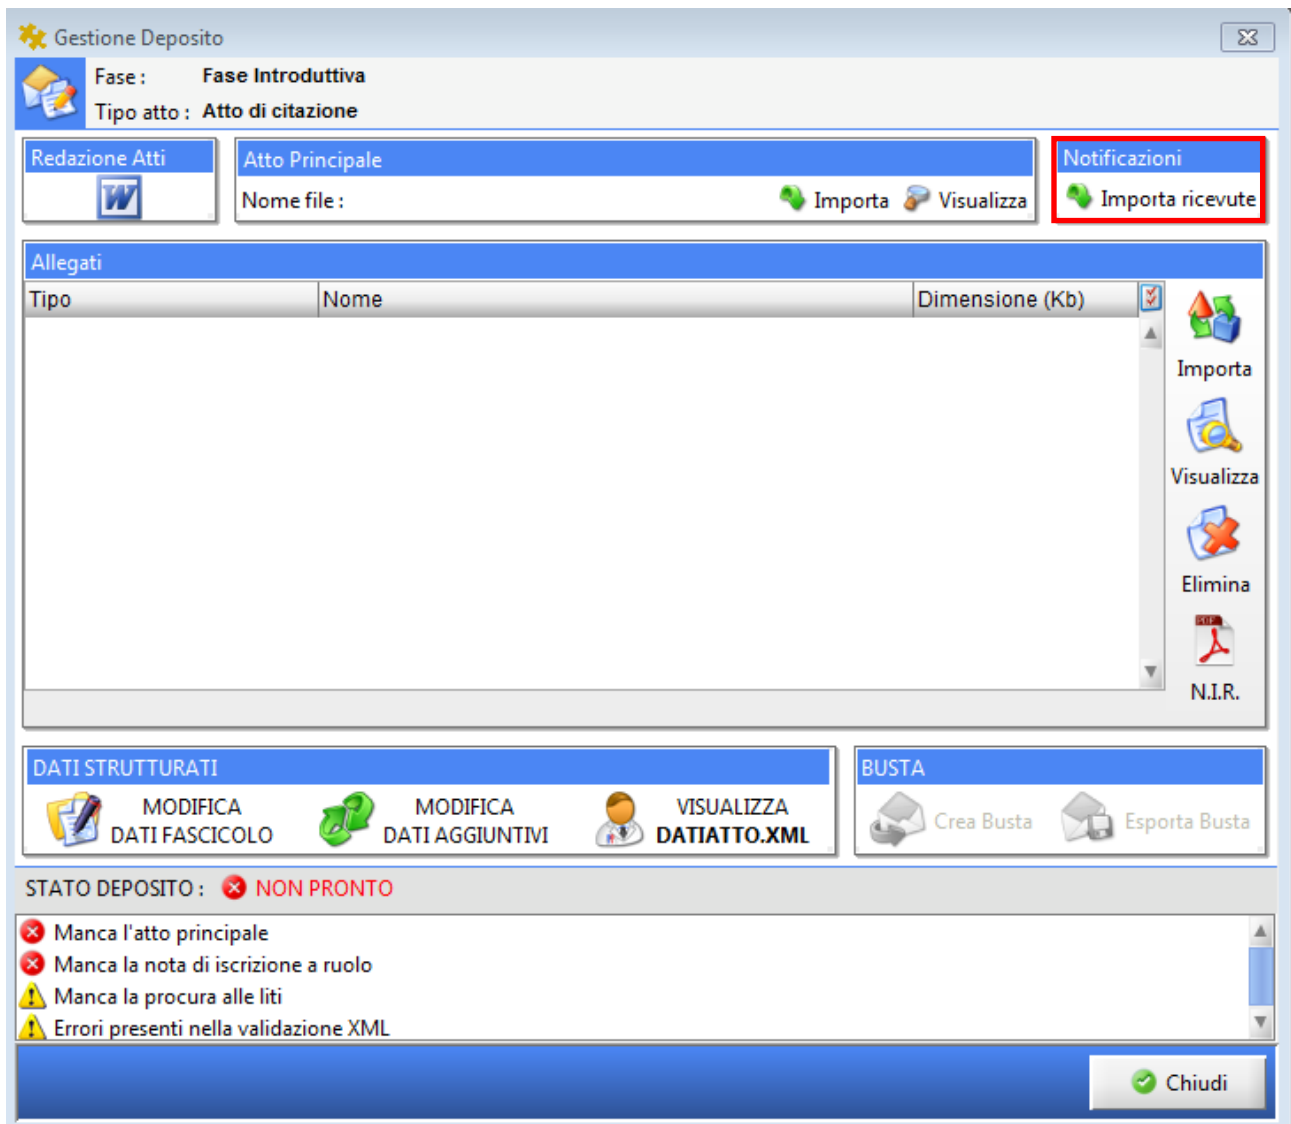 Gestione Deposito
Fase : Fase Introduttiva
Tipo atto : Atto di citazione
Redazione Atti
Atto Principale
Notificazioni
W
Nome file :
Importa
Visualizza
Importa ricevute
Allegati
Tipo
Nome
Dimensione (Kb)
Importa
Visualizza
Elimina
PDF
N.I.R.
DATI STRUTTURATI
BUSTA
MODIFICA
DATI FASCICOLO
MODIFICA
DATI AGGIUNTIVI
VISUALIZZA
DATIATTO.XML
Crea Busta
Esporta Busta
STATO DEPOSITO : NON PRONTO
Manca l'atto principale
Manca la nota di iscrizione a ruolo
Manca la procura alle liti
Errori presenti nella validazione XML
Chiudi